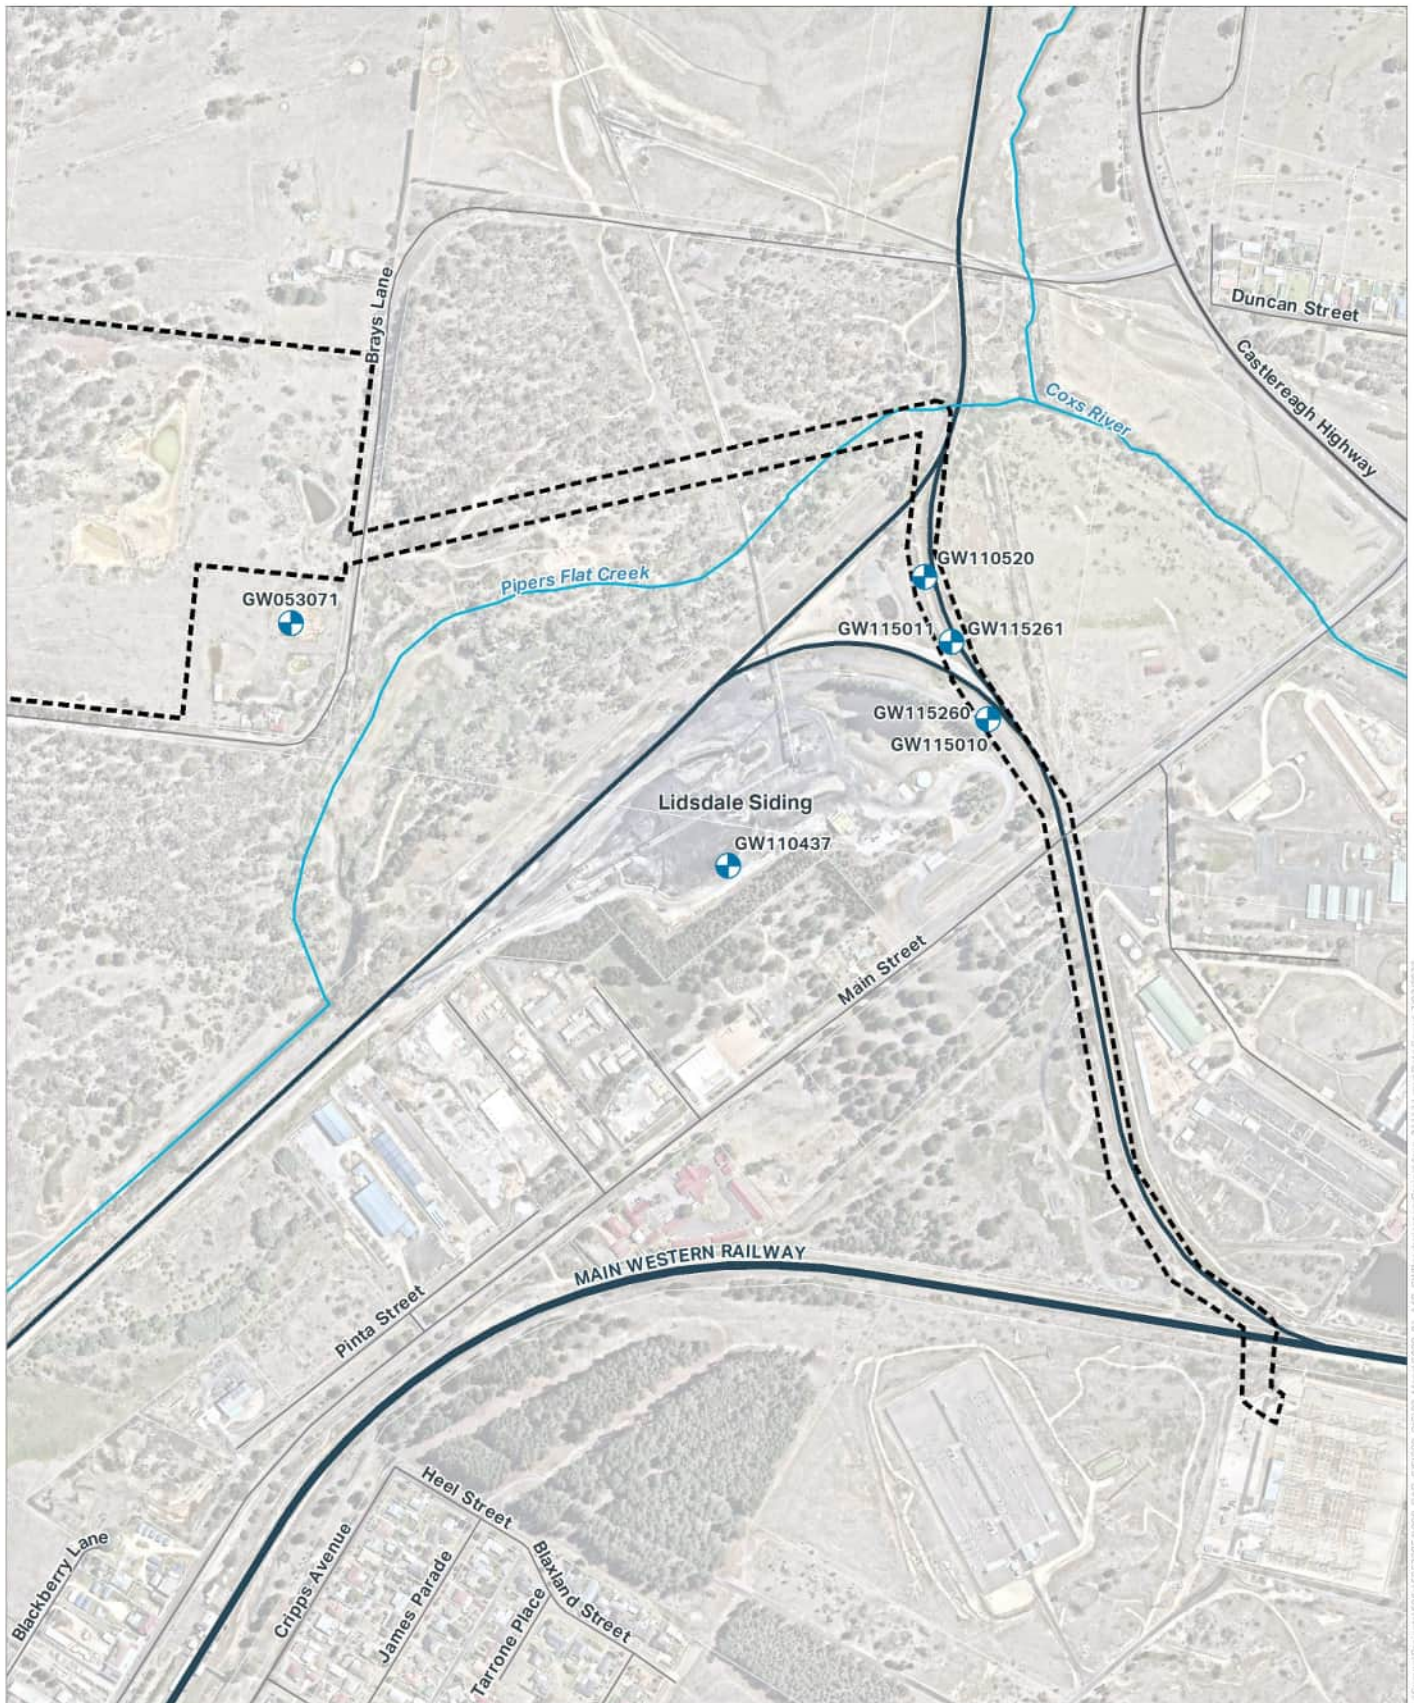 Brays Lane
Duncan Street
Castlereagh Highway
Coxs River
GW110520
Pipers Flat Creek
GW053071
GW115011
GW115261
GW115260
GW115010
Lidsdale Siding
GW110437
Main Street
MAIN WESTERN RAILWAY
Pinta Street
Heel Street
Blackberry Lane
Cripps Avenue
James Parade
Blaxland Street
Tarrone Place